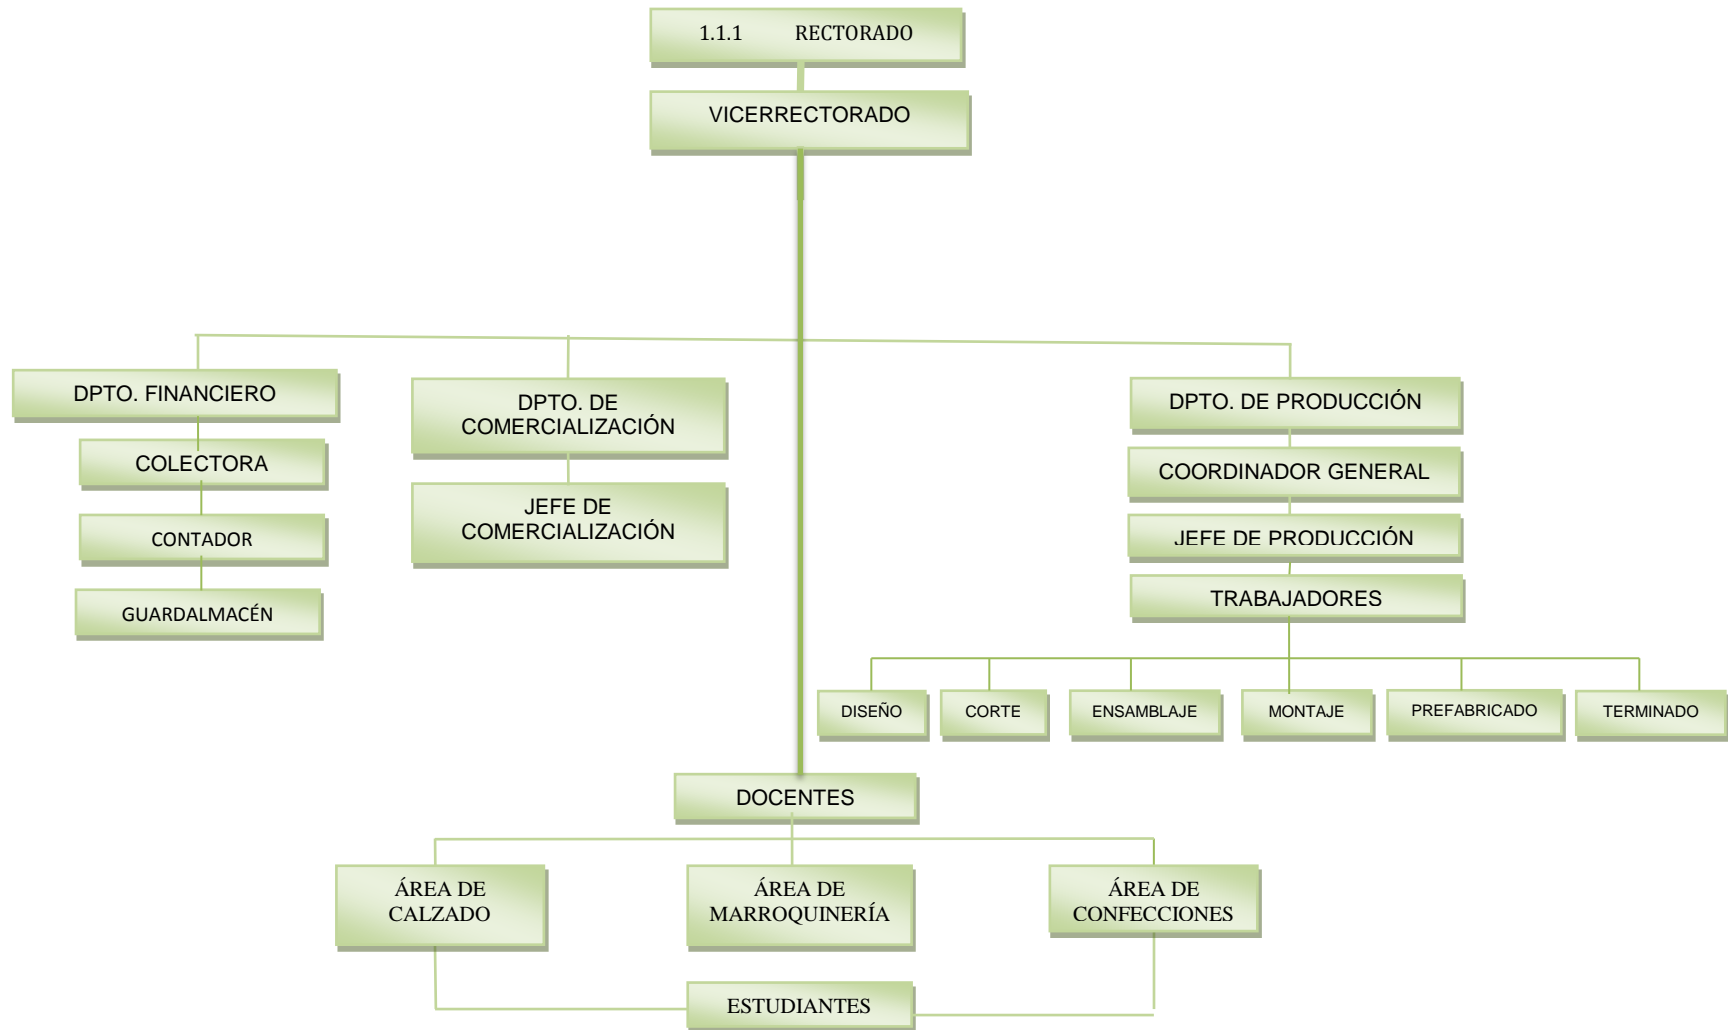 1.1.1 RECTORADO
VICERRECTORADO
DPTO. FINANCIERO
COLECTORA
CONTADOR
GUARDALMACÉN
DPTO. DE
COMERCIALIZACIÓN
JEFE DE
COMERCIALIZACIÓN
DPTO. DE PRODUCCIÓN
COORDINADOR GENERAL
JEFE DE PRODUCCIÓN
TRABAJADORES
DISEÑO
CORTE
ENSAMBLAJE
MONTAJE
PREFABRICADO
TERMINADO
DOCENTES
ÁREA DE
CALZADO
ÁREA DE
MARROQUINERÍA
ÁREA DE
CONFECCIONES
ESTUDIANTES